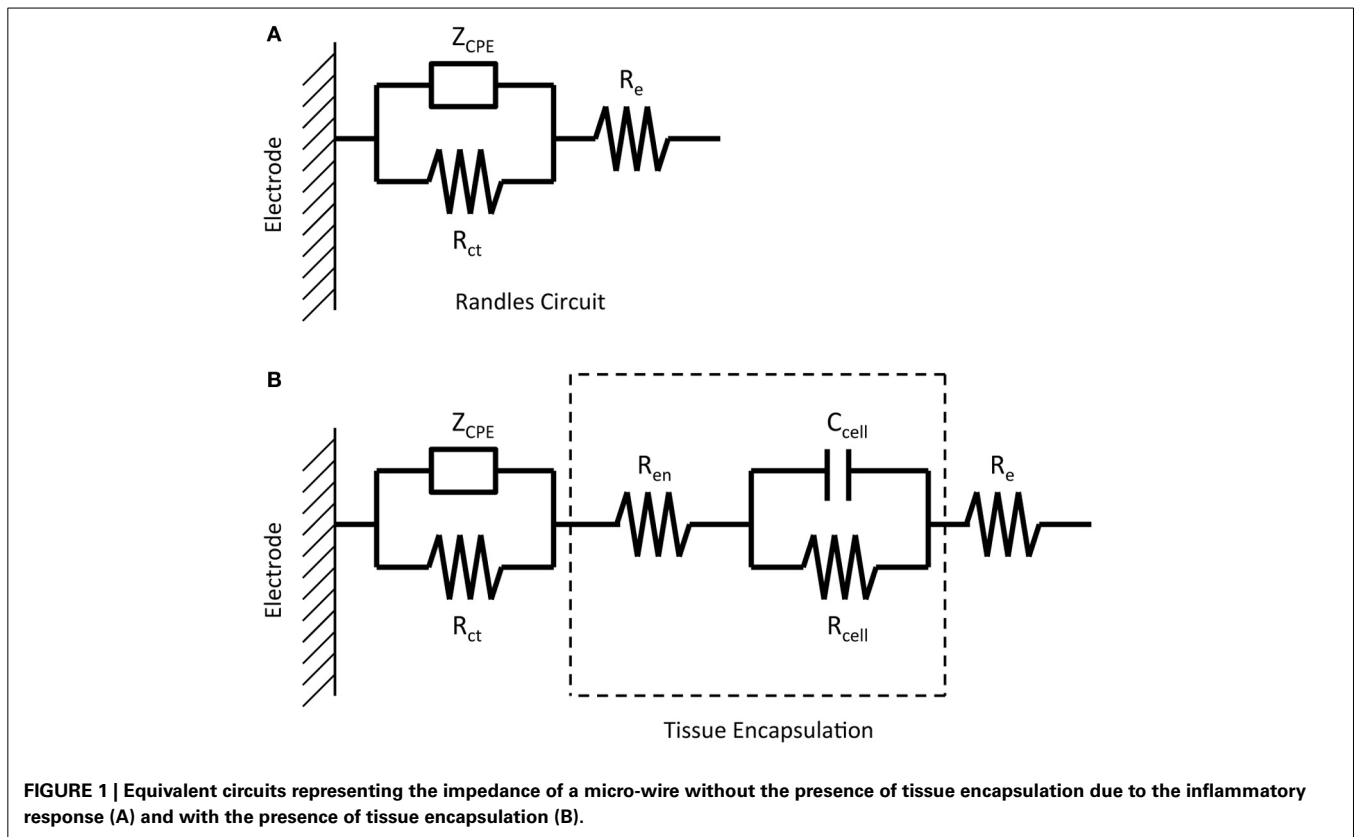 A
Z_CPE
R_e
Electrode
R_ct
Randles Circuit
B
Z_CPE
C_cell
R_en
R_e
Electrode
R_ct
R_cell
Tissue Encapsulation
FIGURE 1 | Equivalent circuits representing the impedance of a micro-wire without the presence of tissue encapsulation due to the inflammatory
response (A) and with the presence of tissue encapsulation (B).